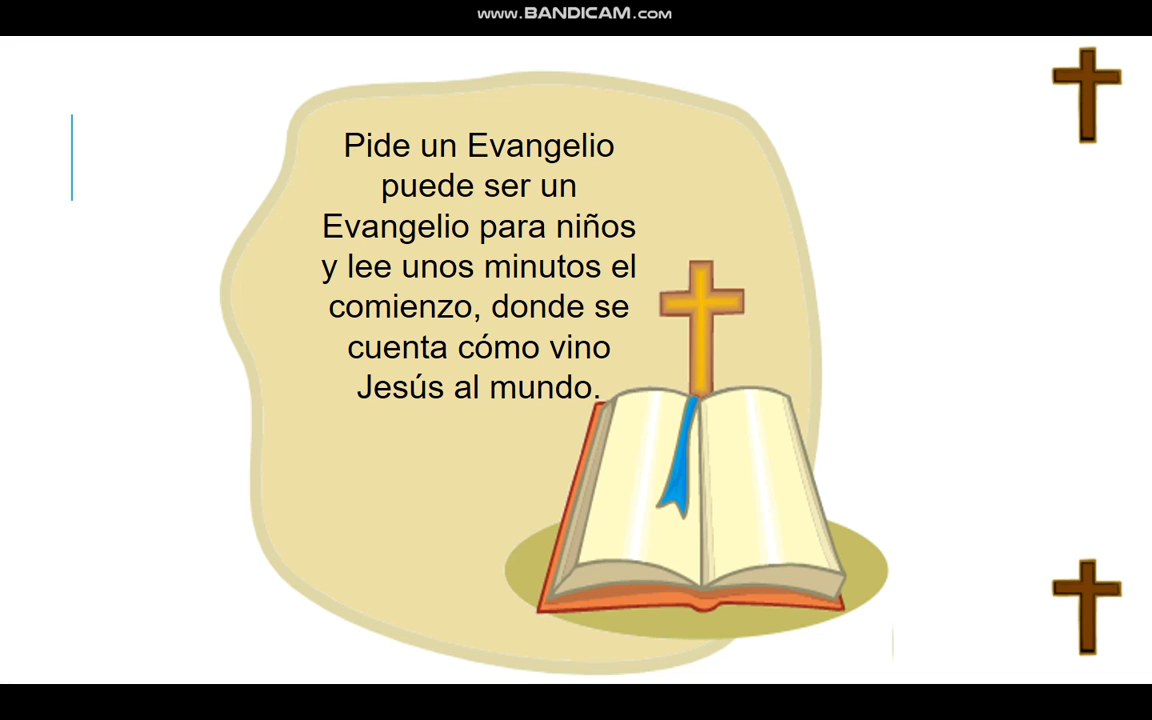 www.BANDICAM.com
Pide un Evangelio
puede ser un
Evangelio para niños
y lee unos minutos el
comienzo, donde se
cuenta cómo vino
Jesús al mundo.